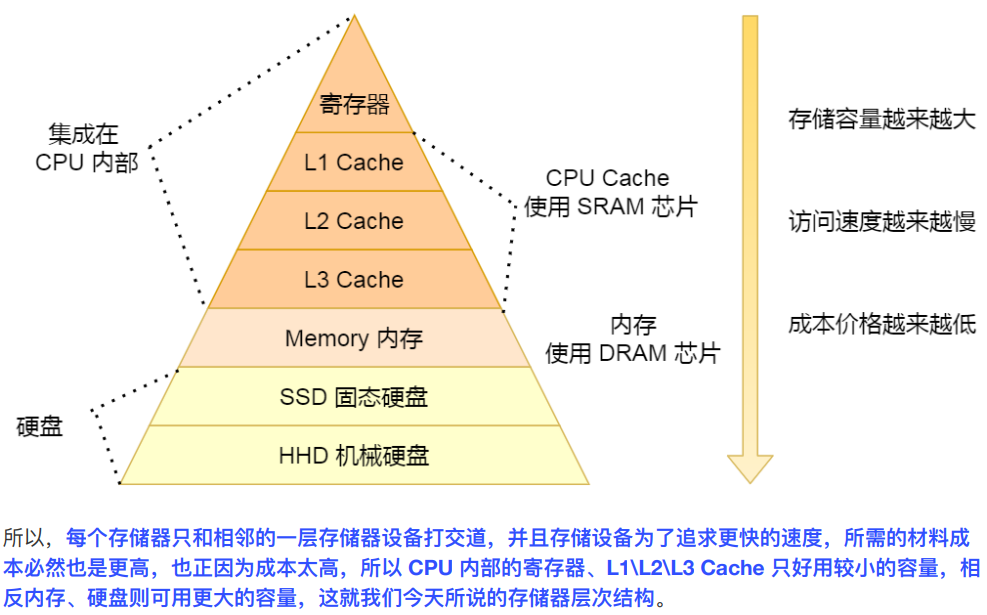 寄存器
L1 Cache
L2 Cache
L3 Cache
Memory 内存
SSD 固态硬盘
HHD 机械硬盘
集成在
CPU 内部
硬盘
CPU Cache
使用 SRAM 芯片
内存
使用 DRAM 芯片
存储容量越来越大
访问速度越来越慢
成本价格越来越低
所以，每个存储器只和相邻的一层存储器设备打交道，并且存储设备为了追求更快的速度，所需的材料成
本必然也是更高，也正因为成本太高，所以 CPU 内部的寄存器、L1\L2\L3 Cache 只好用较小的容量，相
反内存、硬盘则可用更大的容量，这就我们今天所说的存储器层次结构。